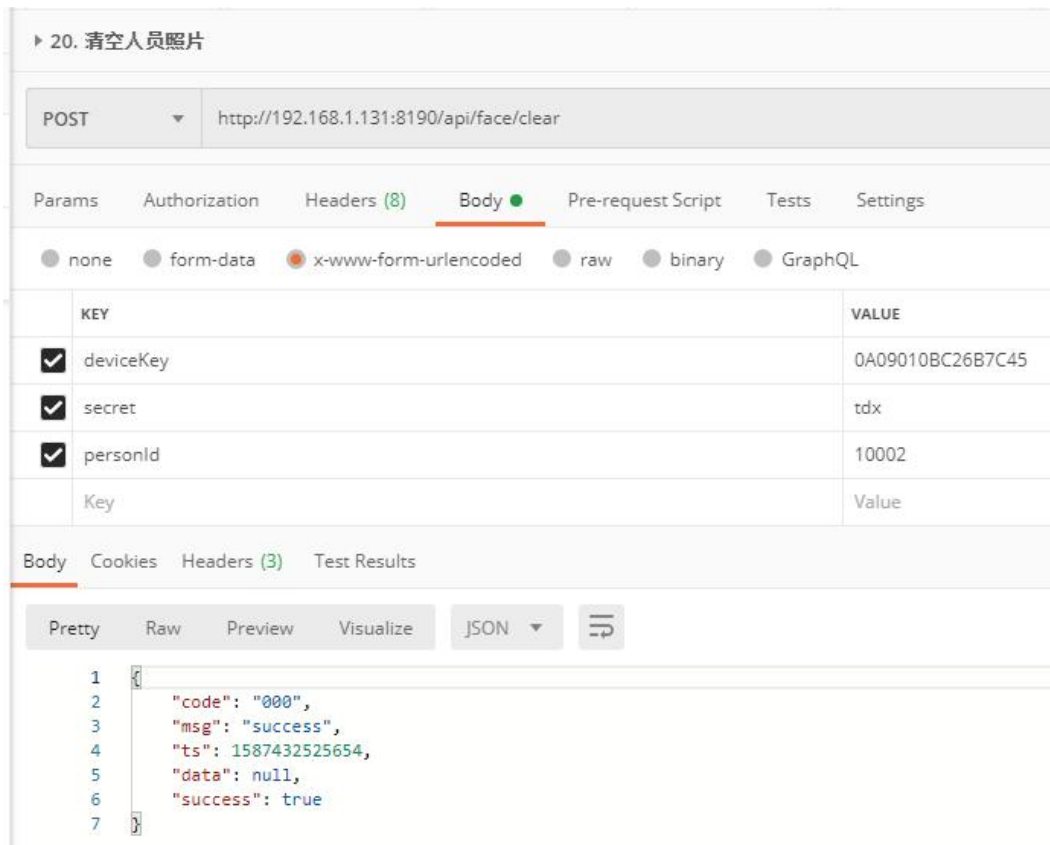 20. 清空人员照片
POST http://192.168.1.131:8190/api/face/clear
Params Authorization Headers (8) Body Pre-request Script Tests Settings
none form-data x-www-form-urlencoded raw binary GraphQL
KEY VALUE
deviceKey 0A09010BC26B7C45
secret tdx
personId 10002
Key Value
Body Cookies Headers (3) Test Results
Pretty Raw Preview Visualize JSON
1 {
2 "code": "000",
3 "msg": "success",
4 "ts": 1587432525654,
5 "data": null,
6 "success": true
7 }